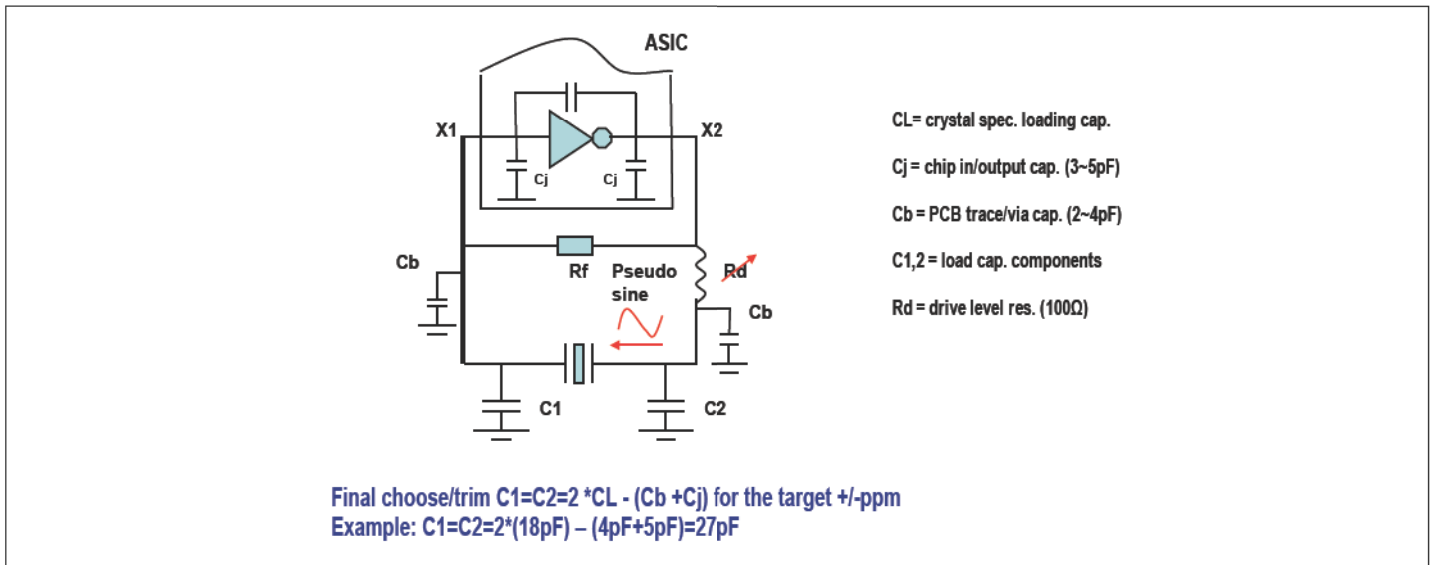 ASIC
X1
X2
Cj
Cj
CL= crystal spec. loading cap.
Cj = chip in/output cap. (3~5pF)
Cb = PCB trace/via cap. (2~4pF)
C1,2 = load cap. components
Rd = drive level res. (100Ω)
Cb
Rf
Pseudo
sine
Rd
Cb
C1
C2
Final choose/trim C1=C2=2 *CL - (Cb +Cj) for the target +/-ppm
Example: C1=C2=2*(18pF) – (4pF+5pF)=27pF